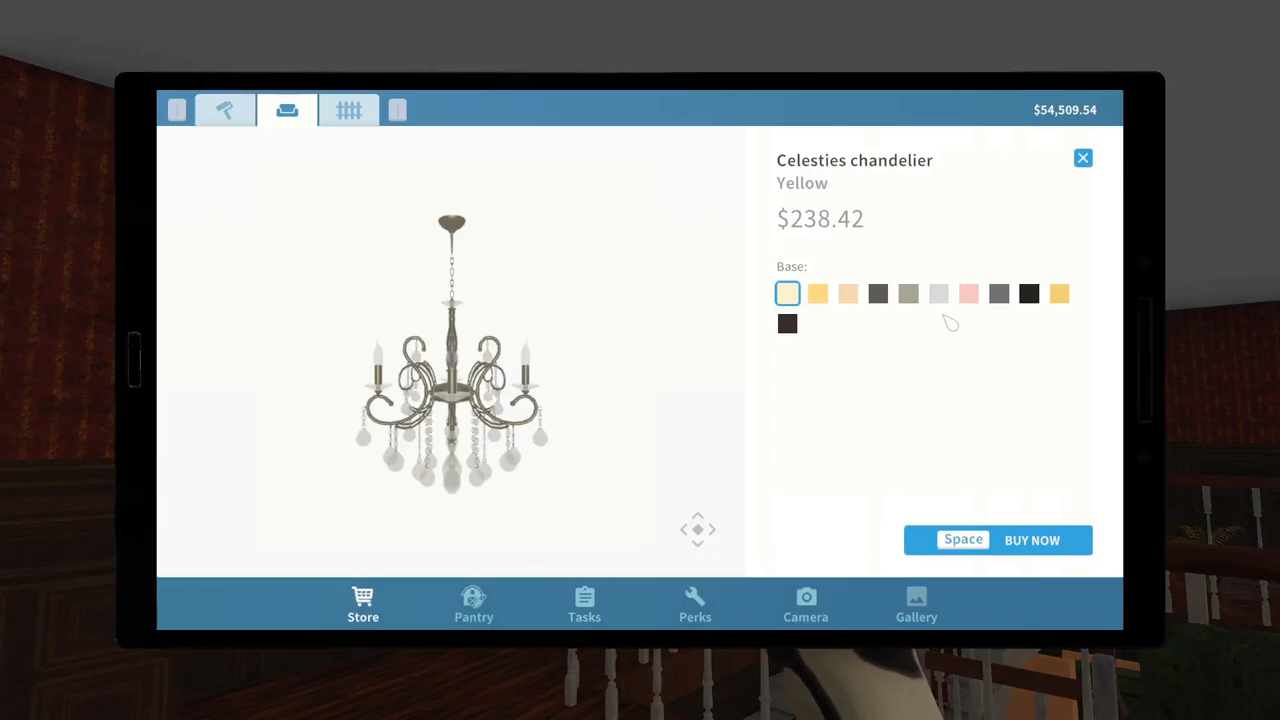 $54,509.54
Celesties chandelier
Yellow
$238.42
Base:
Space BUY NOW
Store
Pantry
Tasks
Perks
Camera
Gallery